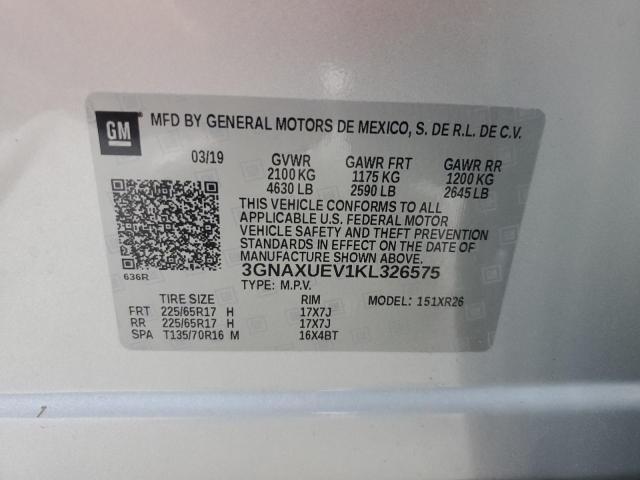 GM MFD BY GENERAL MOTORS DE MEXICO, S. DE R.L. DE C.V.
03/19 GVWR GAWR FRT GAWR RR
2100 KG 1175 KG 1200 KG
4630 LB 2590 LB 2645 LB
THIS VEHICLE CONFORMS TO ALL
APPLICABLE U.S. FEDERAL MOTOR
VEHICLE SAFETY AND THEFT PREVENTION
STANDARDS IN EFFECT ON THE DATE OF
MANUFACTURE SHOWN ABOVE.
3GNAXUEV1KL326575
636R
TYPE: M.P.V.
TIRE SIZE RIM MODEL: 151XR26
FRT 225/65R17 H 17X7J
RR 225/65R17 H 17X7J
SPA T135/70R16 M 16X4BT